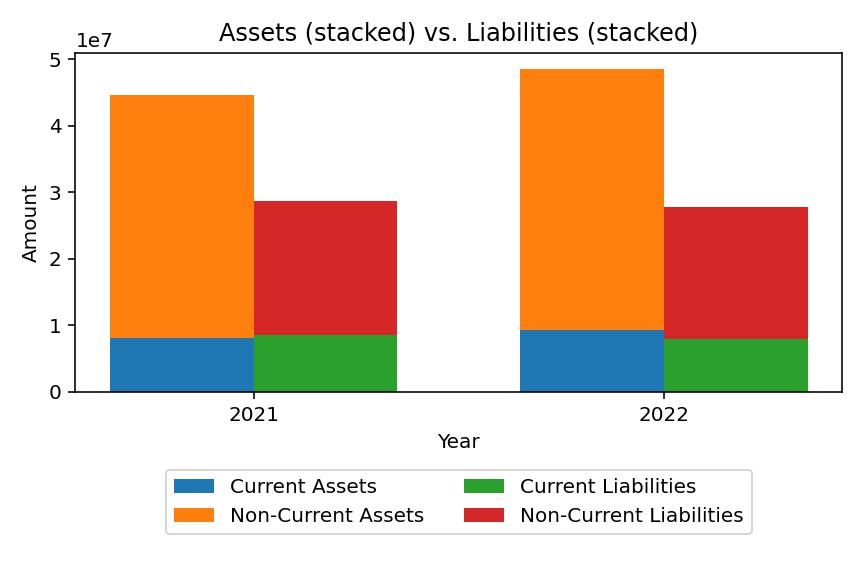 Assets (stacked) vs. Liabilities (stacked)
1e7
5
4
3
2
1
0
Amount
2021
2022
Year
Current Assets
Non-Current Assets
Current Liabilities
Non-Current Liabilities